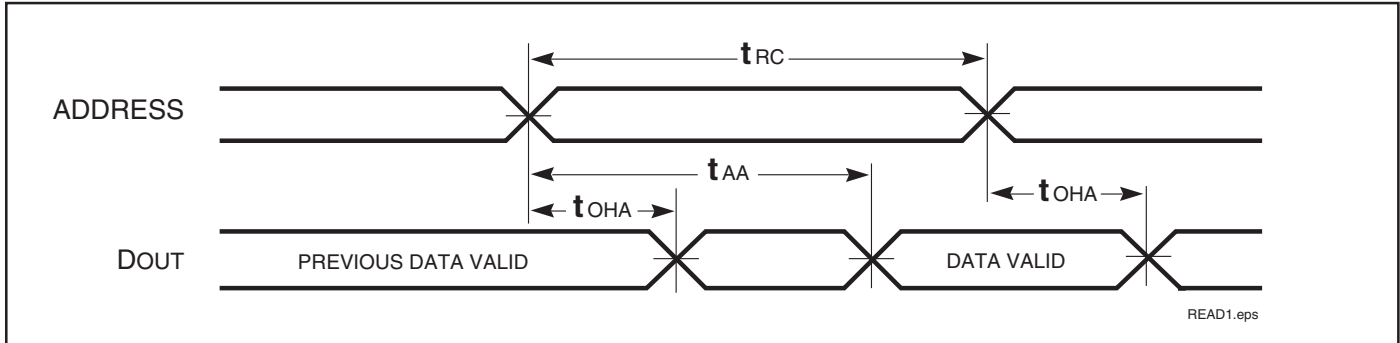 tRC
ADDRESS
tAA
tOHA
tOHA
DOUT
PREVIOUS DATA VALID
DATA VALID
READ1.eps